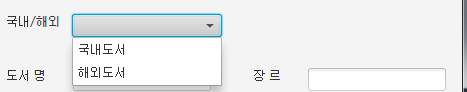 국내/해외
국내도서
해외도서
도서 명
장 르